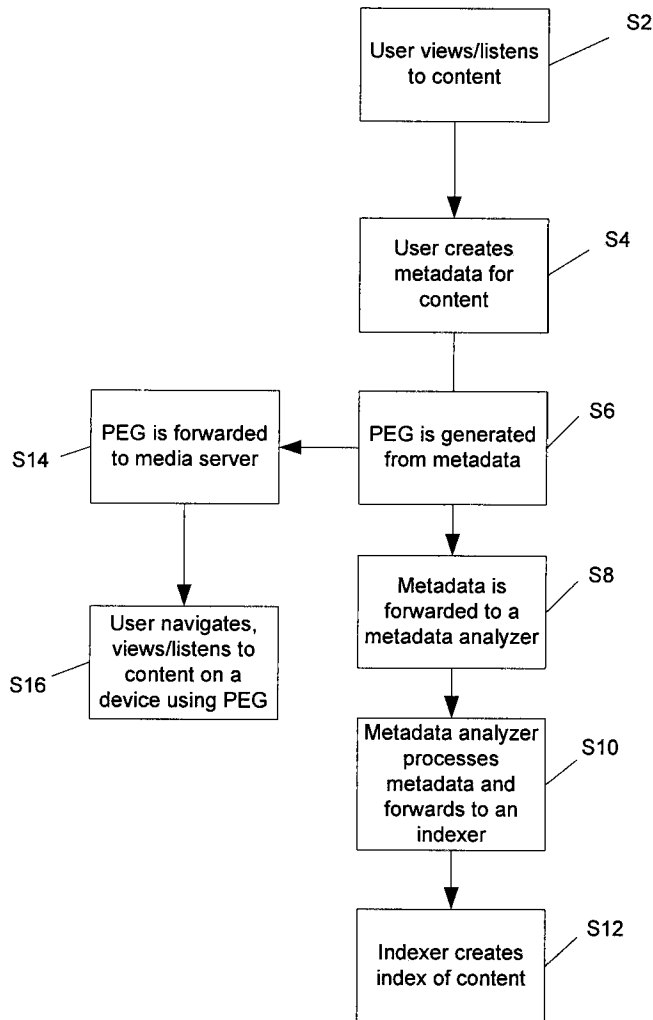 User views/listens
to content
S2
User creates
metadata for
content
S4
PEG is generated
from metadata
S6
PEG is forwarded
to media server
S14
Metadata is
forwarded to a
metadata analyzer
S8
User navigates,
views/listens to
content on a
device using PEG
S16
Metadata analyzer
processes
metadata and
forwards to an
indexer
S10
Indexer creates
index of content
S12